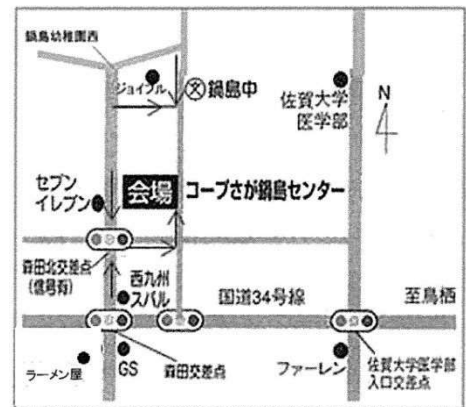 鍋島幼稚園西
ジョイフル
文 鍋島中
佐賀大学
医学部
N
セブン
イレブン
会場 コープさが鍋島センター
森田北交差点
(信号有)
西九州
スバル
国道34号線
至鳥栖
ラーメン屋
GS
森田交差点
ファーレン
佐賀大学医学部
入口交差点